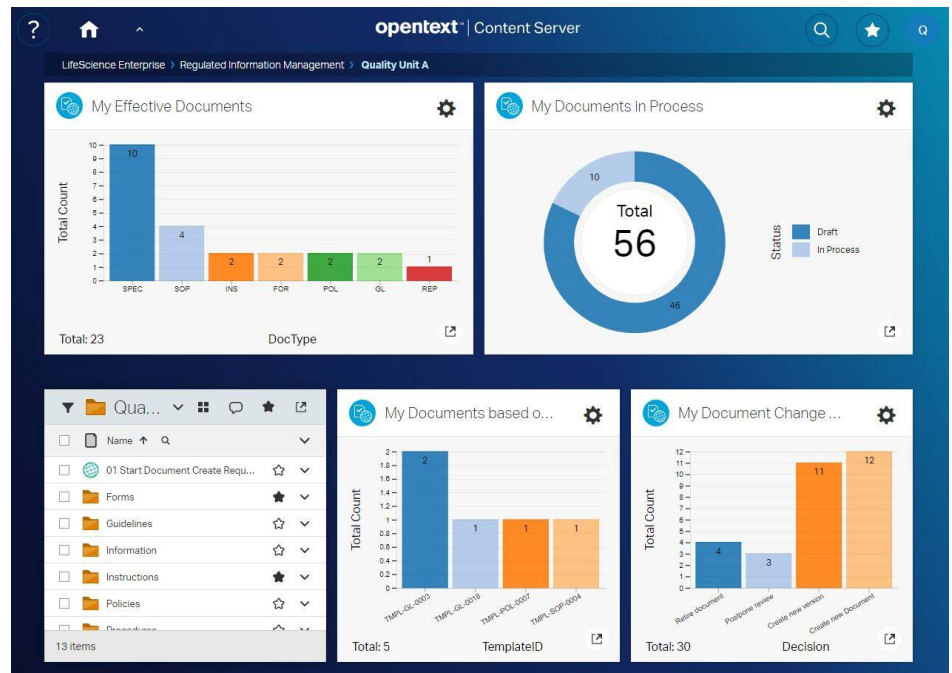 ?
opentext™ | Content Server
Q
LifeScience Enterprise > Regulated Information Management > Quality Unit A
My Effective Documents
Total Count
10
9
8
7
6
5
4
3
2
1
0
10
4
2
2
2
2
1
SPEC SOP INS FOR POL GL REP
Total: 23
DocType
My Documents in Process
10
Total
56
46
Status
Draft
In Process
Qua...
Name
01 Start Document Create Requ...
Forms
Guidelines
Information
Instructions
Policies
Procedures
13 items
My Documents based o...
Total Count
2
1.8
1.6
1.4
1.2
1
0.8
0.6
0.4
0.2
0
2
1
1
1
TMPL-GL-0003 TMPL-GL-0018 TMPL-POL-0007 TMPL-SOP-0004
Total: 5
TemplateID
My Document Change ...
Total Count
12
11
10
9
8
7
6
5
4
3
2
1
0
4
3
11
12
Retire document Postpone review Create new version Create new Document
Total: 30
Decision